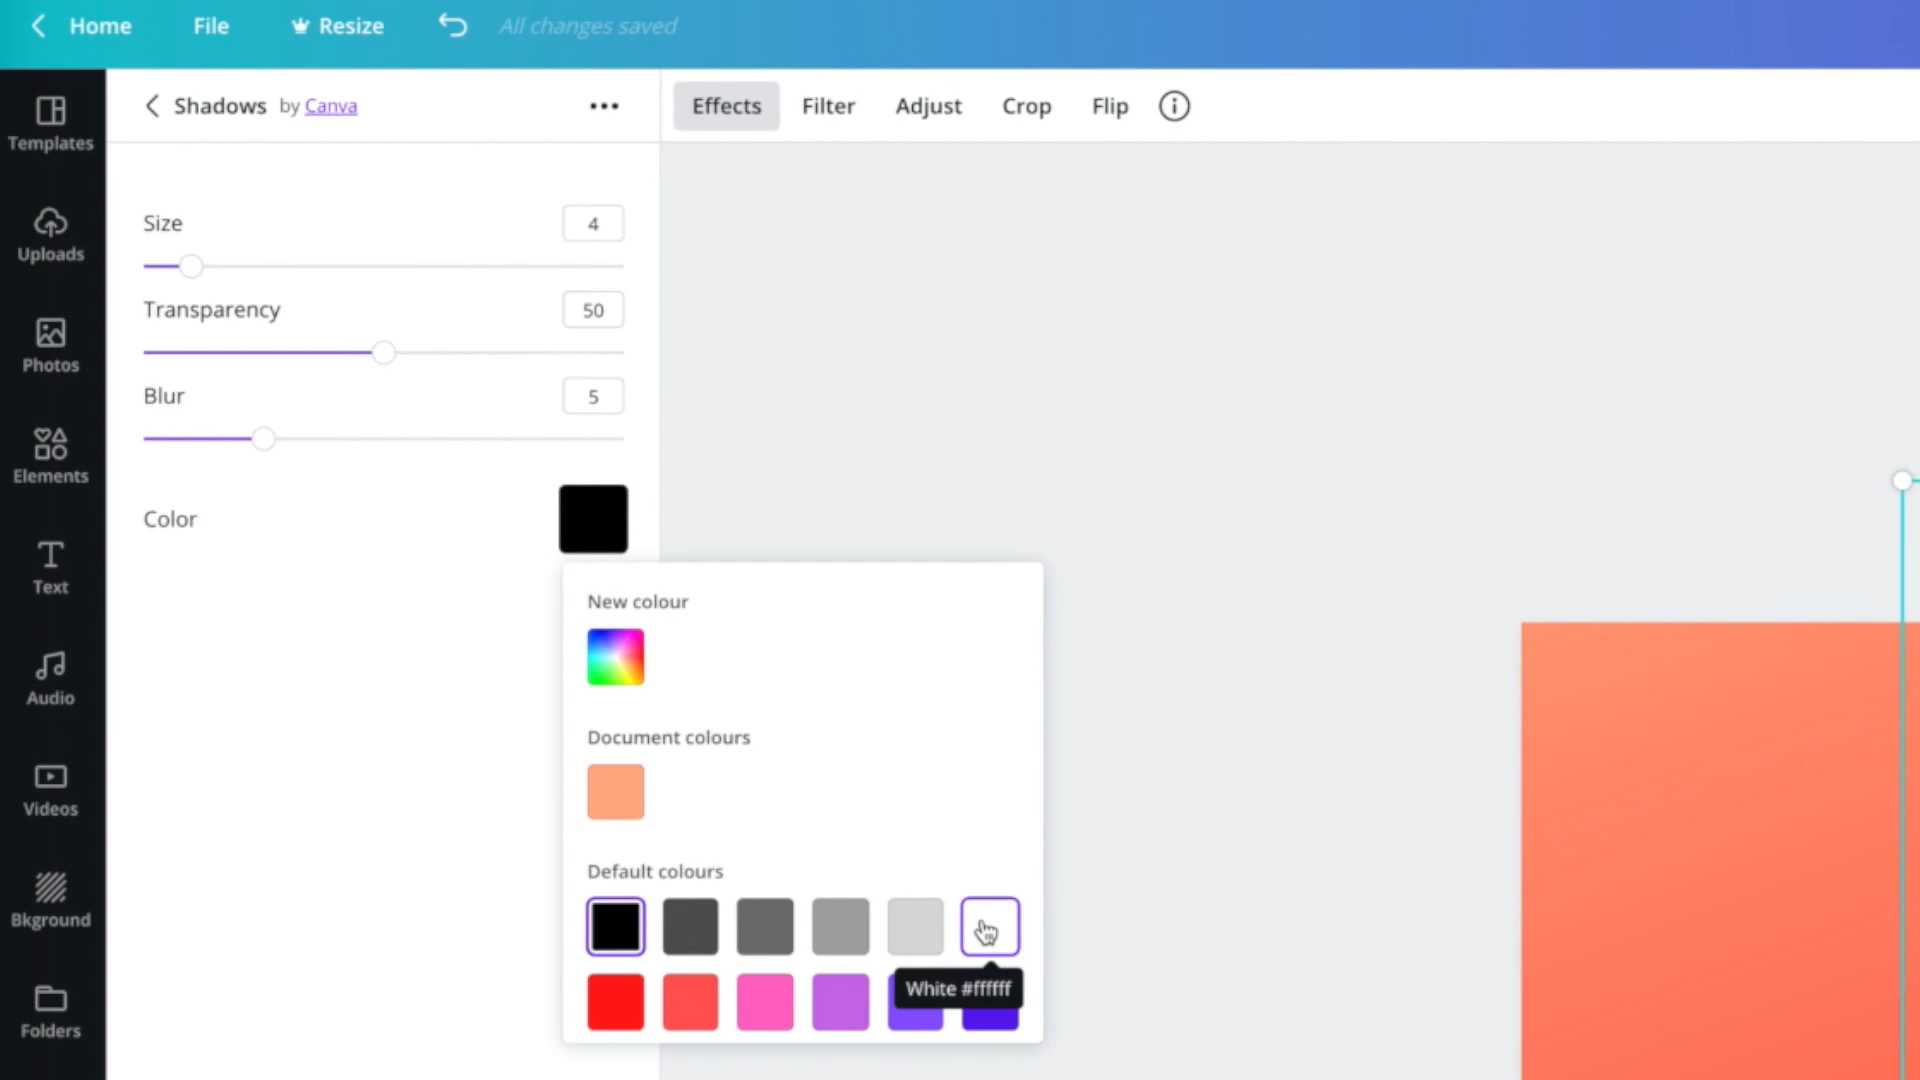 Home File Resize All changes saved
Shadows by Canva
Effects Filter Adjust Crop Flip
Templates
Uploads
Photos
Elements
Text
Audio
Videos
Bkground
Folders
Size 4
Transparency 50
Blur 5
Color
New colour
Document colours
Default colours
White #ffffff